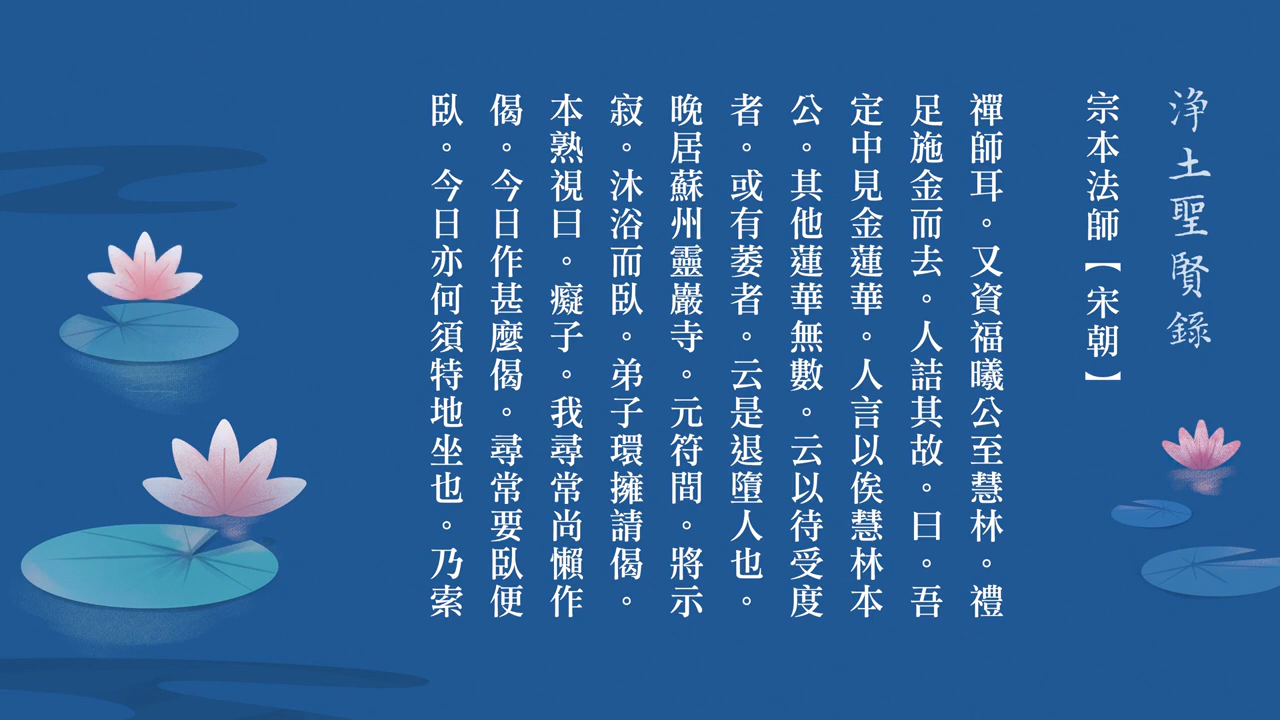 淨土聖賢錄
宗本法師【宋朝】
禪師耳。又資福曦公至慧林。禮
足施金而去。人詰其故。曰。吾
定中見金蓮華。人言以俟慧林本
公。其他蓮華無數。云以待受度
者。或有萎者。云是退墮人也。
晚居蘇州靈巖寺。元符間。將示
寂。沐浴而臥。弟子環擁請偈。
本熟視曰。癡子。我尋常尚懶作
偈。今日作甚麼偈。尋常要臥便
臥。今日亦何須特地坐也。乃索